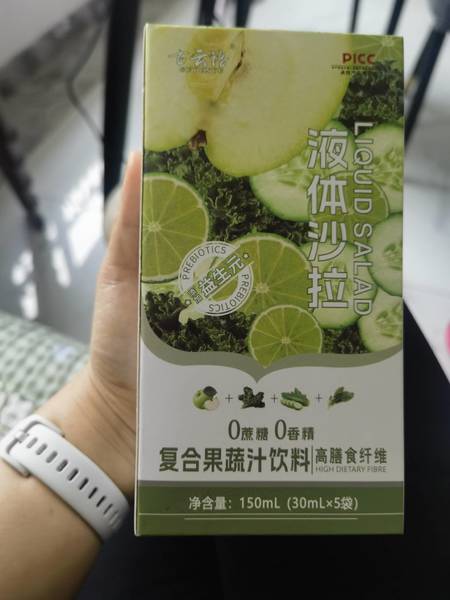 PICC
液体沙拉
LIQUID SALAD
PREBIOTICS
益生元
PREBIOTICS
0蔗糖 0香精
复合果蔬汁饮料
高膳食纤维
HIGH DIETARY FIBRE
净含量：150mL (30mL×5袋)